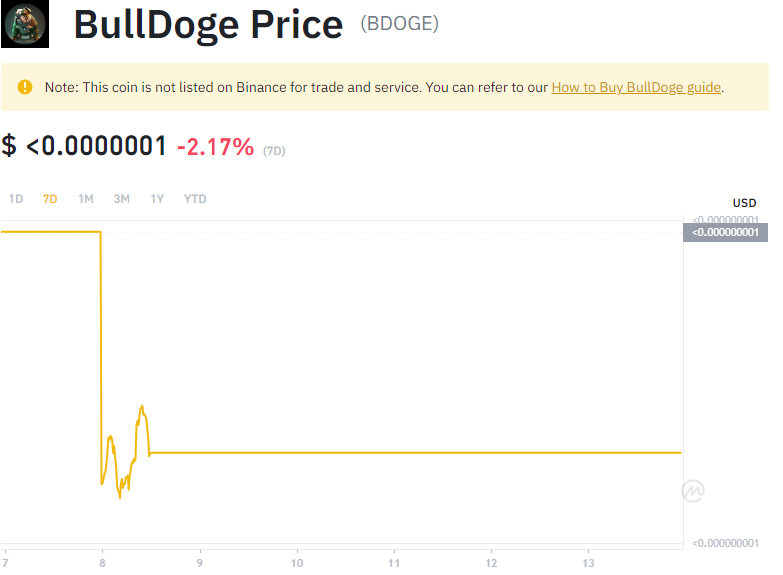 BullDoge Price (BDOGE)
Note: This coin is not listed on Binance for trade and service. You can refer to our How to Buy BullDoge guide.
$ <0.0000001 -2.17% (7D)
1D 7D 1M 3M 1Y YTD
USD
<0.000000001
<0.000000001
<0.000000001
7 8 9 10 11 12 13